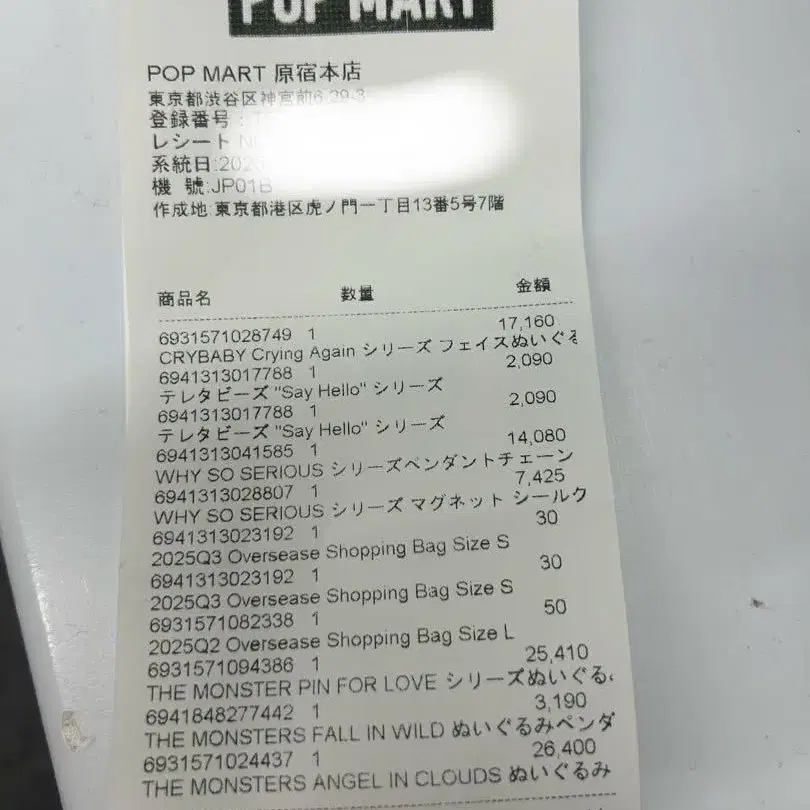 POP MART
POP MART 原宿本店
東京都渋谷区神宮前6-29-3
登録番号:
レシート
系統日:202
機 號:JP01B
作成地:東京都港区虎ノ門一丁目13番5号7階
商品名 数量 金額
6931571028749 1 17,160
CRYBABY Crying Again シリーズ フェイスぬいぐる
6941313017788 1 2,090
テレタビーズ "Say Hello" シリーズ
6941313017788 1 2,090
テレタビーズ "Say Hello" シリーズ
6941313041585 1 14,080
WHY SO SERIOUS シリーズペンダントチェーン
6941313028807 1 7,425
WHY SO SERIOUS シリーズ マグネット シールク
6941313023192 1 30
2025Q3 Oversease Shopping Bag Size S
6941313023192 1 30
2025Q3 Oversease Shopping Bag Size S
6931571082338 1 50
2025Q2 Oversease Shopping Bag Size L
6931571094386 1 25,410
THE MONSTER PIN FOR LOVE シリーズぬいぐる
6941848277442 1 3,190
THE MONSTERS FALL IN WILD ぬいぐるみペンダ
6931571024437 1 26,400
THE MONSTERS ANGEL IN CLOUDS ぬいぐるみ